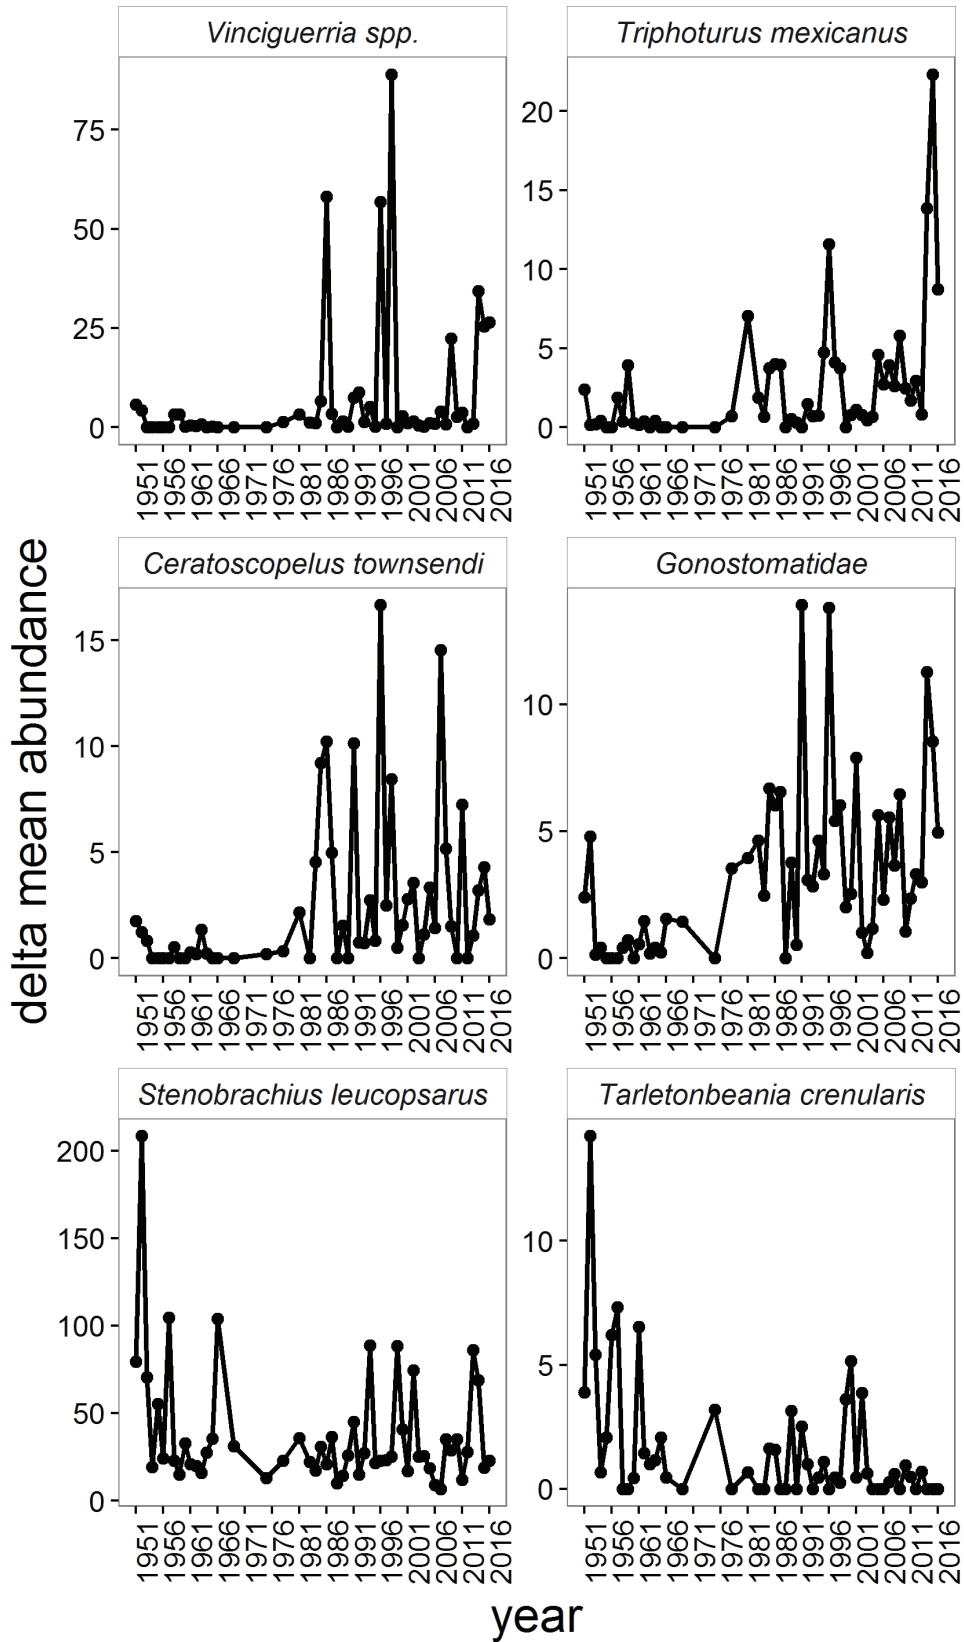 Vinciguerria spp.
Triphoturus mexicanus
75
50
25
0
20
15
10
5
0
1951 1956 1961 1966 1971 1976 1981 1986 1991 1996 2001 2006 2011 2016
1951 1956 1961 1966 1971 1976 1981 1986 1991 1996 2001 2006 2011 2016
delta mean abundance
Ceratoscopelus townsendi
Gonostomatidae
15
10
5
0
10
5
0
1951 1956 1961 1966 1971 1976 1981 1986 1991 1996 2001 2006 2011 2016
1951 1956 1961 1966 1971 1976 1981 1986 1991 1996 2001 2006 2011 2016
Stenobrachius leucopsarus
Tarletonbeania crenularis
200
150
100
50
0
10
5
0
1951 1956 1961 1966 1971 1976 1981 1986 1991 1996 2001 2006 2011 2016
1951 1956 1961 1966 1971 1976 1981 1986 1991 1996 2001 2006 2011 2016
year